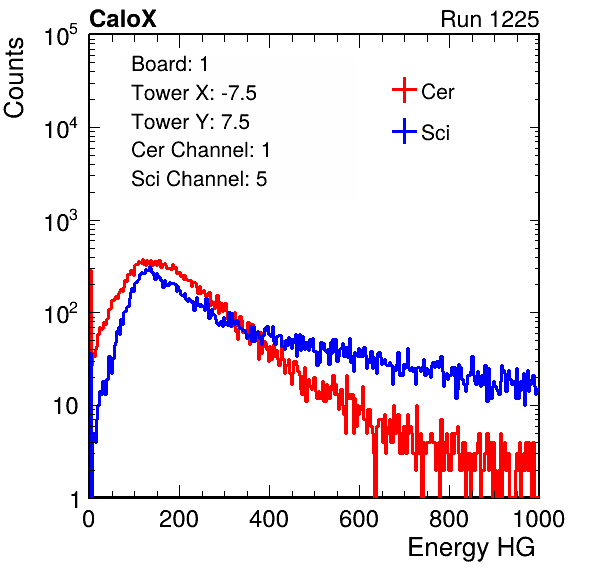 CaloX Run 1225
Counts
Board: 1
Tower X: -7.5
Tower Y: 7.5
Cer Channel: 1
Sci Channel: 5
Cer
Sci
10^5
10^4
10^3
10^2
10
1
0 200 400 600 800 1000
Energy HG